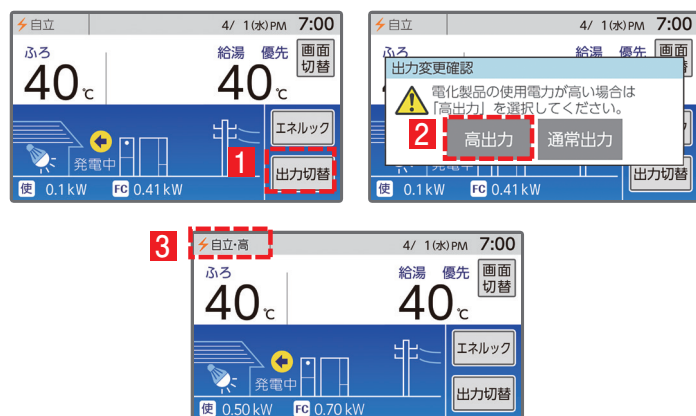 自立 4/ 1(水)PM 7:00
ふろ 給湯 優先 画面切替
40℃ 40℃
エネルック
発電中
1
出力切替
使 0.1kW FC 0.41kW
自立 4/ 1(水)PM 7:00
ふろ 給湯 優先 画面
出力変更確認
電化製品の使用電力が高い場合は
「高出力」を選択してください。
2 高出力 通常出力
出力切替
使 0.1kW FC 0.41kW
3 自立・高 4/ 1(水)PM 7:00
ふろ 給湯 優先 画面切替
40℃ 40℃
エネルック
発電中
出力切替
使 0.50kW FC 0.70kW